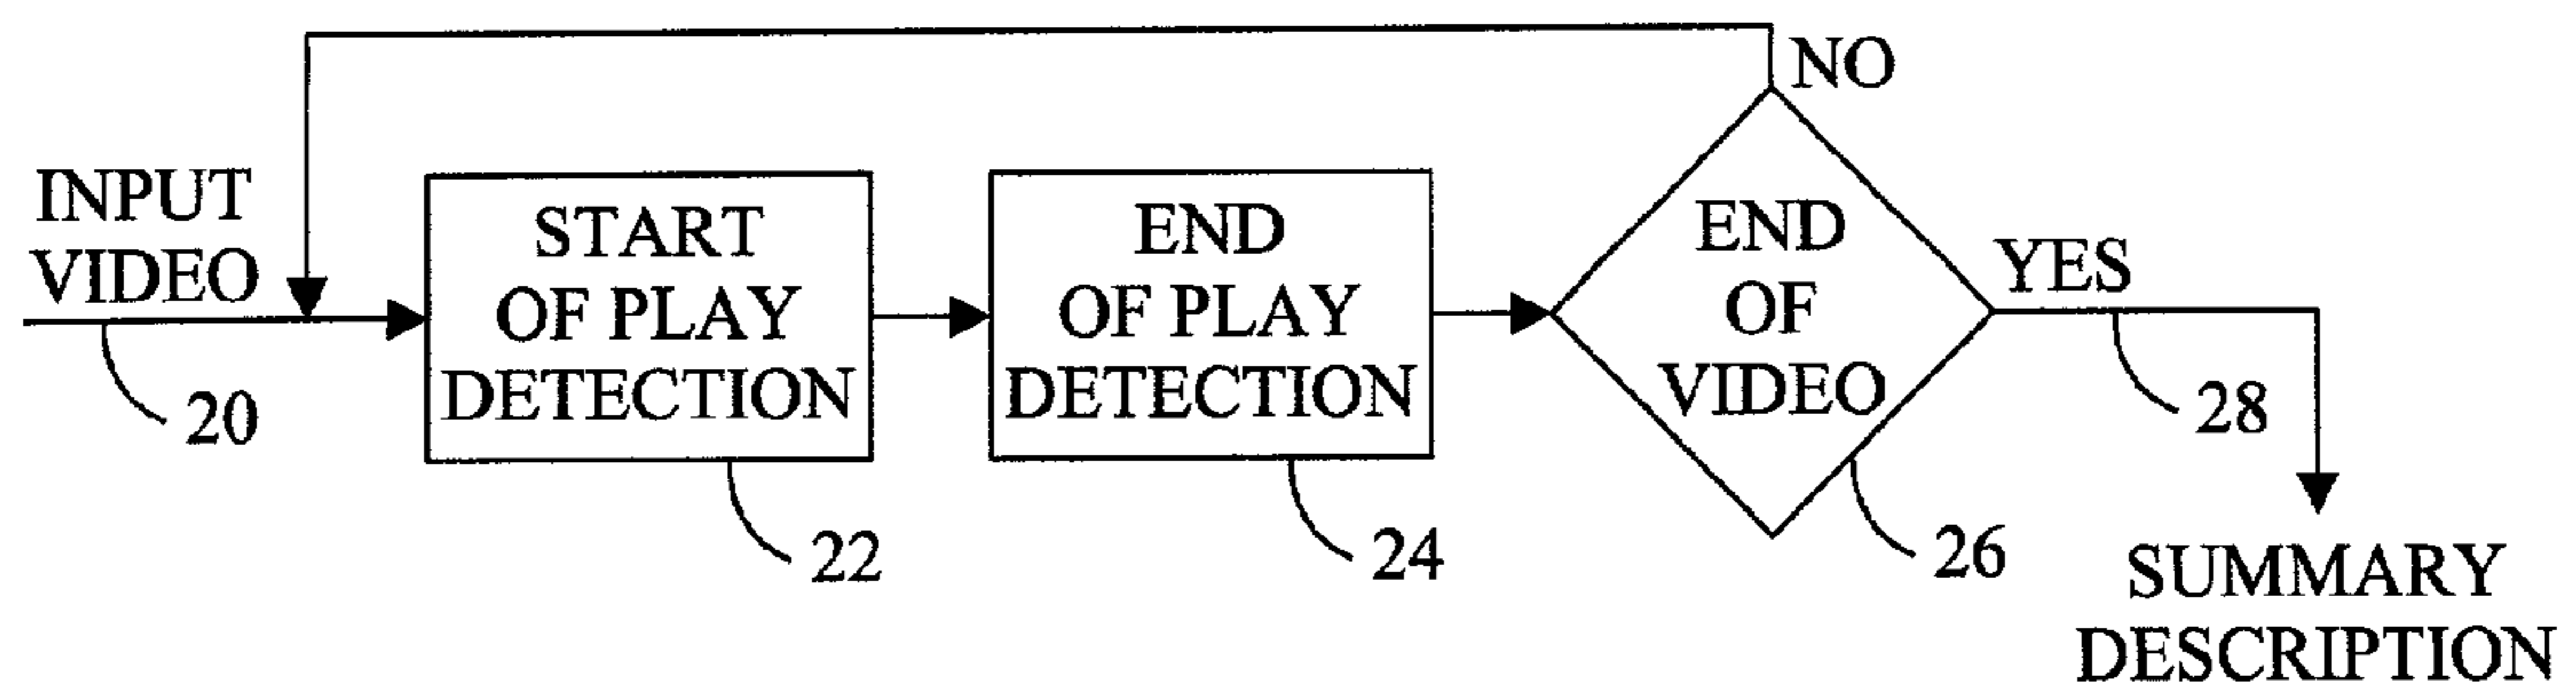 INPUT
VIDEO
20
START
OF PLAY
DETECTION
22
END
OF PLAY
DETECTION
24
END
OF
VIDEO
26
NO
YES
28
SUMMARY
DESCRIPTION